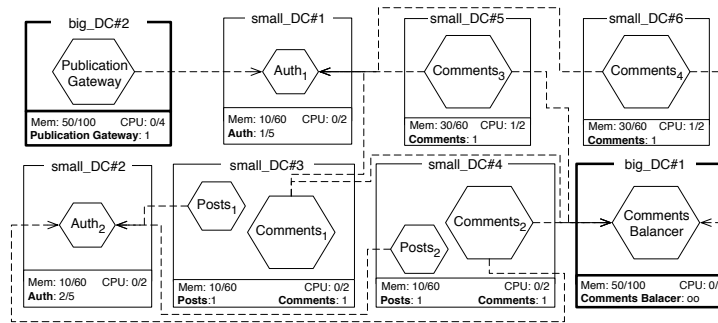 big_DC#2
Publication
Gateway
Mem: 50/100 CPU: 0/4
Publication Gateway: 1
small_DC#1
Auth1
Mem: 10/60 CPU: 0/2
Auth: 1/5
small_DC#5
Comments3
Mem: 30/60 CPU: 1/2
Comments: 1
small_DC#6
Comments4
Mem: 30/60 CPU: 1/2
Comments: 1
small_DC#2
Auth2
Mem: 10/60 CPU: 0/2
Auth: 2/5
small_DC#3
Posts1
Comments1
Mem: 10/60 CPU: 0/2
Posts:1 Comments: 1
small_DC#4
Posts2
Comments2
Mem: 10/60 CPU: 0/2
Posts: 1 Comments: 1
big_DC#1
Comments
Balancer
Mem: 50/100 CPU: 0/
Comments Balacer: oo